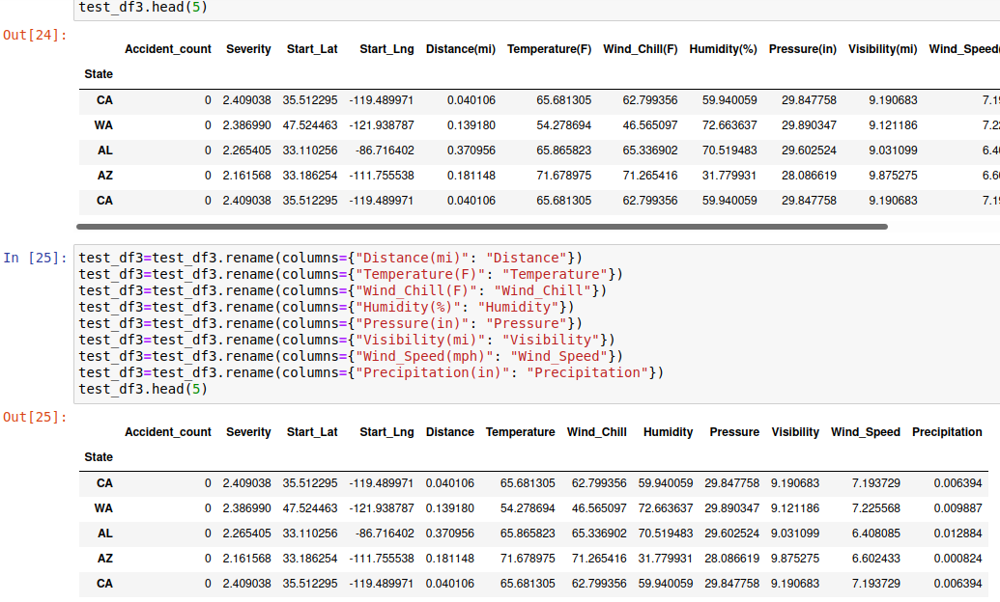 test_df3.head(5)
Out[24]:
Accident_count Severity Start_Lat Start_Lng Distance(mi) Temperature(F) Wind_Chill(F) Humidity(%) Pressure(in) Visibility(mi) Wind_Speed
State
CA 0 2.409038 35.512295 -119.489971 0.040106 65.681305 62.799356 59.940059 29.847758 9.190683 7.1
WA 0 2.386990 47.524463 -121.938787 0.139180 54.278694 46.565097 72.663637 29.890347 9.121186 7.2
AL 0 2.265405 33.110256 -86.716402 0.370956 65.865823 65.336902 70.519483 29.602524 9.031099 6.4
AZ 0 2.161568 33.186254 -111.755538 0.181148 71.678975 71.265416 31.779931 28.086619 9.875275 6.6
CA 0 2.409038 35.512295 -119.489971 0.040106 65.681305 62.799356 59.940059 29.847758 9.190683 7.1
In [25]:
test_df3=test_df3.rename(columns={"Distance(mi)": "Distance"})
test_df3=test_df3.rename(columns={"Temperature(F)": "Temperature"})
test_df3=test_df3.rename(columns={"Wind_Chill(F)": "Wind_Chill"})
test_df3=test_df3.rename(columns={"Humidity(%)": "Humidity"})
test_df3=test_df3.rename(columns={"Pressure(in)": "Pressure"})
test_df3=test_df3.rename(columns={"Visibility(mi)": "Visibility"})
test_df3=test_df3.rename(columns={"Wind_Speed(mph)": "Wind_Speed"})
test_df3=test_df3.rename(columns={"Precipitation(in)": "Precipitation"})
test_df3.head(5)
Out[25]:
Accident_count Severity Start_Lat Start_Lng Distance Temperature Wind_Chill Humidity Pressure Visibility Wind_Speed Precipitation
State
CA 0 2.409038 35.512295 -119.489971 0.040106 65.681305 62.799356 59.940059 29.847758 9.190683 7.193729 0.006394
WA 0 2.386990 47.524463 -121.938787 0.139180 54.278694 46.565097 72.663637 29.890347 9.121186 7.225568 0.009887
AL 0 2.265405 33.110256 -86.716402 0.370956 65.865823 65.336902 70.519483 29.602524 9.031099 6.408085 0.012884
AZ 0 2.161568 33.186254 -111.755538 0.181148 71.678975 71.265416 31.779931 28.086619 9.875275 6.602433 0.000824
CA 0 2.409038 35.512295 -119.489971 0.040106 65.681305 62.799356 59.940059 29.847758 9.190683 7.193729 0.006394